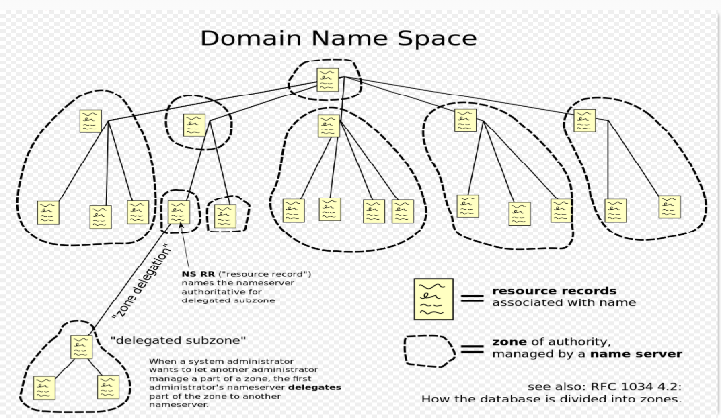 Domain Name Space
"zone delegation"
NS RR ("resource record")
names the nameserver
authoritative for
delegated subzone
resource records
associated with name
"delegated subzone"
zone of authority,
managed by a name server
When a system administrator
wants to let another administrator
manage a part of a zone, the first
administrator's nameserver delegates
part of the zone to another
nameserver.
see also: RFC 1034 4.2:
How the database is divided into zones.